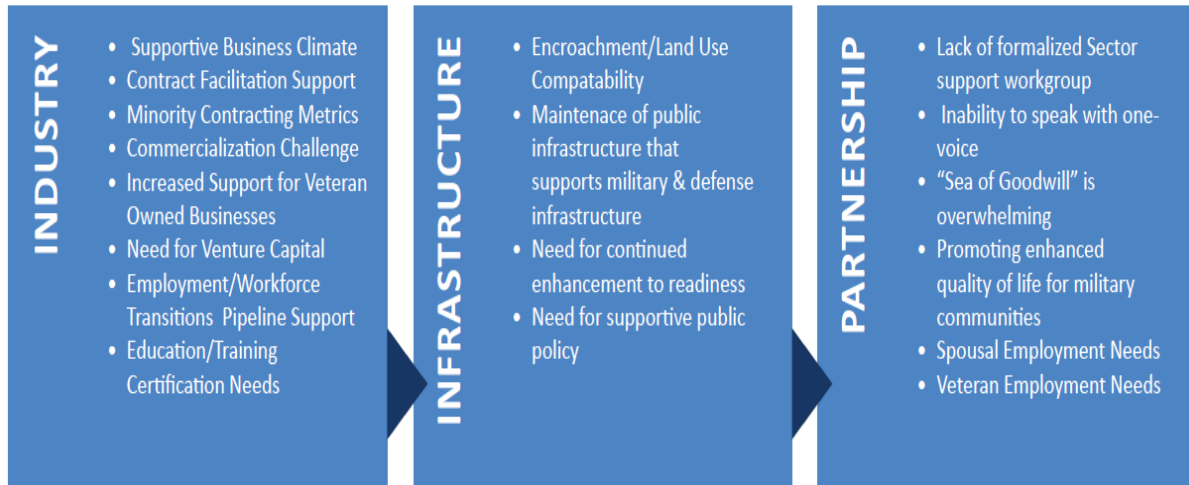 INDUSTRY
• Supportive Business Climate
• Contract Facilitation Support
• Minority Contracting Metrics
• Commercialization Challenge
• Increased Support for Veteran
Owned Businesses
• Need for Venture Capital
• Employment/Workforce
Transitions Pipeline Support
• Education/Training
Certification Needs
INFRASTRUCTURE
• Encroachment/Land Use
Compatability
• Maintenace of public
infrastructure that
supports military & defense
infrastructure
• Need for continued
enhancement to readiness
• Need for supportive public
policy
PARTNERSHIP
• Lack of formalized Sector
support workgroup
• Inability to speak with one-
voice
• “Sea of Goodwill” is
overwhelming
• Promoting enhanced
quality of life for military
communities
• Spousal Employment Needs
• Veteran Employment Needs